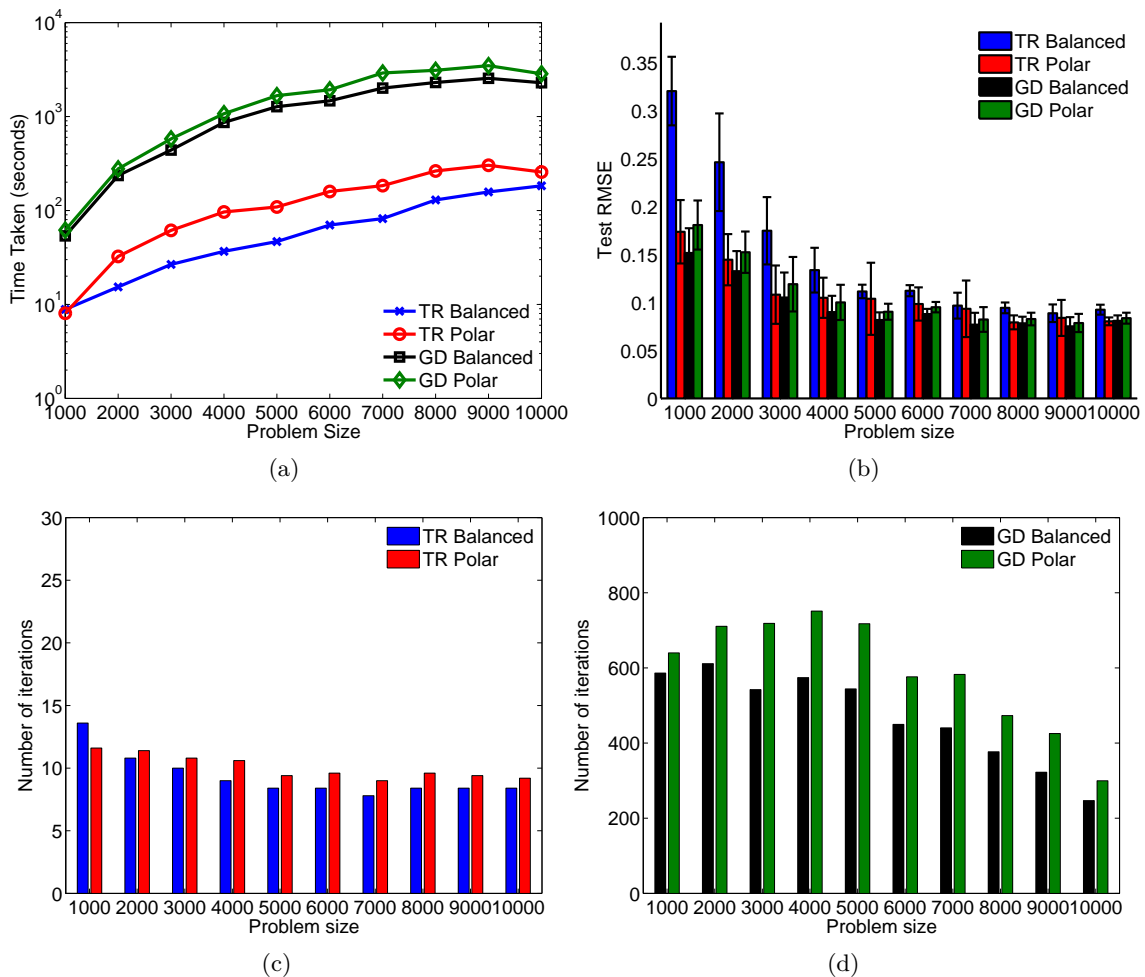 10^4
10^3
10^2
10^1
10^0
Time Taken (seconds)
1000 2000 3000 4000 5000 6000 7000 8000 9000 10000
Problem Size
TR Balanced
TR Polar
GD Balanced
GD Polar
(a)
0.35
0.3
0.25
0.2
0.15
0.1
0.05
0
Test RMSE
1000 2000 3000 4000 5000 6000 7000 8000 9000 10000
Problem size
TR Balanced
TR Polar
GD Balanced
GD Polar
(b)
30
25
20
15
10
5
0
Number of iterations
1000 2000 3000 4000 5000 6000 7000 8000 9000 10000
Problem size
TR Balanced
TR Polar
(c)
1000
800
600
400
200
0
Number of iterations
1000 2000 3000 4000 5000 6000 7000 8000 9000 10000
Problem size
GD Balanced
GD Polar
(d)